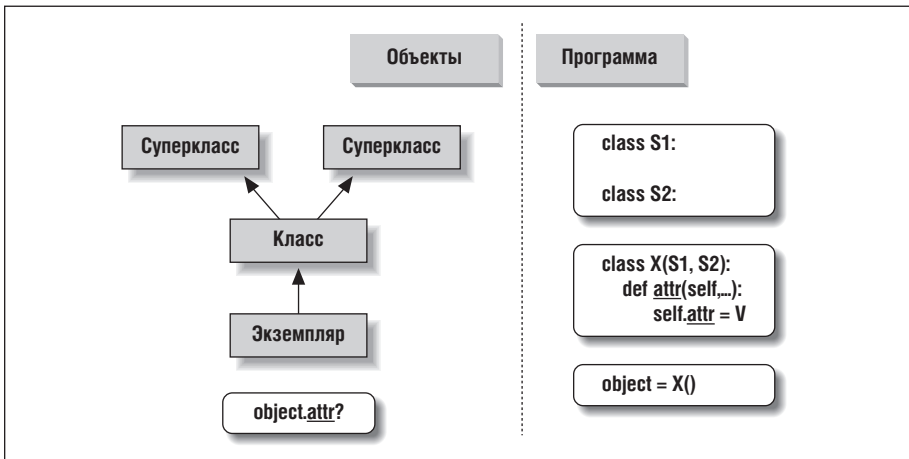 Объекты
Программа
Суперкласс
Суперкласс
Класс
Экземпляр
object.attr?
class S1:
class S2:
class X(S1, S2):
def attr(self,...):
self.attr = V
object = X()